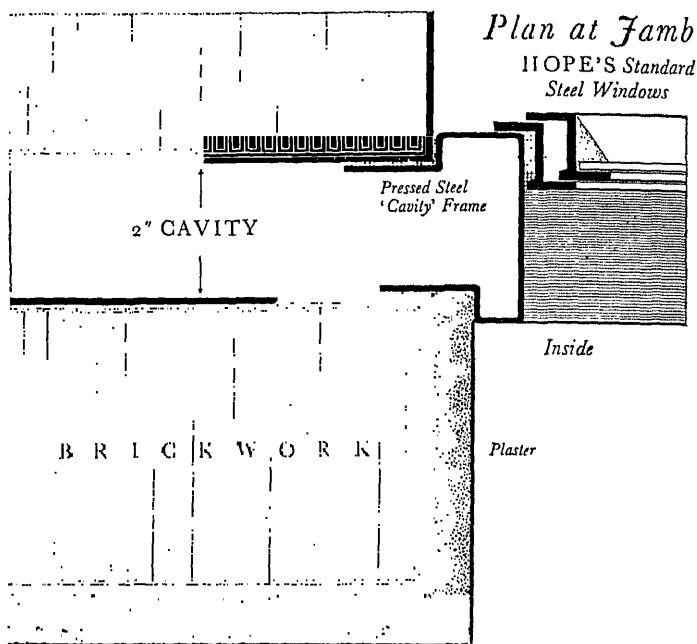 Plan at Jamb
HOPE'S Standard
Steel Windows
Pressed Steel
'Cavity' Frame
2" CAVITY
Inside
BRICKWORK
Plaster